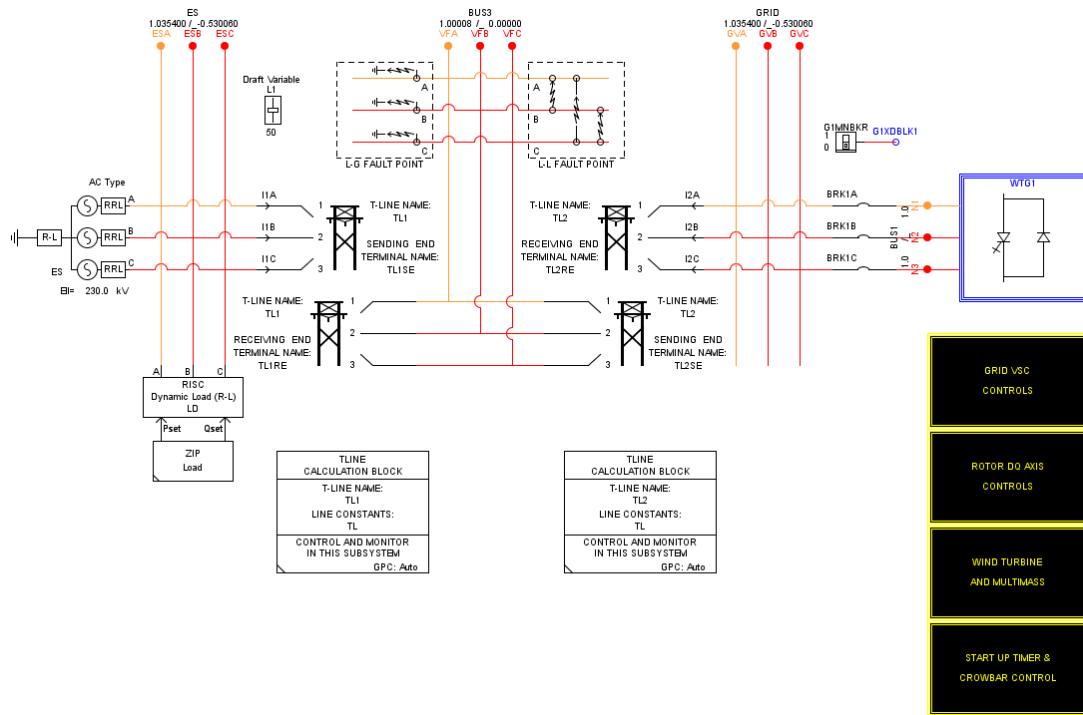 ES
1.035400 /_-0.530060
ESA ESB ESC
BUS3
1.00008 /_ 0.00000
VFA VFB VFC
GRID
1.035400 /_-0.530060
GVA GVB GVC
Draft Variable
L1
50
A
B
C
L-G FAULT POINT
A
B
C
L-L FAULT POINT
G1MNBKR
1
0
G1XDBLK1
AC Type
RRL A
R-L RRL B
RRL C
ES
Ell= 230.0 kV
I1A
I1B
I1C
1
2
3
T-LINE NAME:
TL1
SENDING END
TERMINAL NAME:
TL1SE
T-LINE NAME:
TL2
RECEIVING END
TERMINAL NAME:
TL2RE
1
2
3
I2A
I2B
I2C
BRK1A
BRK1B
BRK1C
BUS1
1.0 /_
1.0
N1
N2
N3
WTG1
T-LINE NAME:
TL1
RECEIVING END
TERMINAL NAME:
TL1RE
1
2
3
1
2
3
T-LINE NAME:
TL2
SENDING END
TERMINAL NAME:
TL2SE
A B C
RISC
Dynamic Load (R-L)
LD
Pset Qset
ZIP
Load
TLINE
CALCULATION BLOCK
T-LINE NAME:
TL1
LINE CONSTANTS:
TL
CONTROL AND MONITOR
IN THIS SUBSYSTEM
GPC: Auto
TLINE
CALCULATION BLOCK
T-LINE NAME:
TL2
LINE CONSTANTS:
TL
CONTROL AND MONITOR
IN THIS SUBSYSTEM
GPC: Auto
GRID VSC
CONTROLS
ROTOR DQ AXIS
CONTROLS
WIND TURBINE
AND MULTIMASS
START UP TIMER &
CROWBAR CONTROL